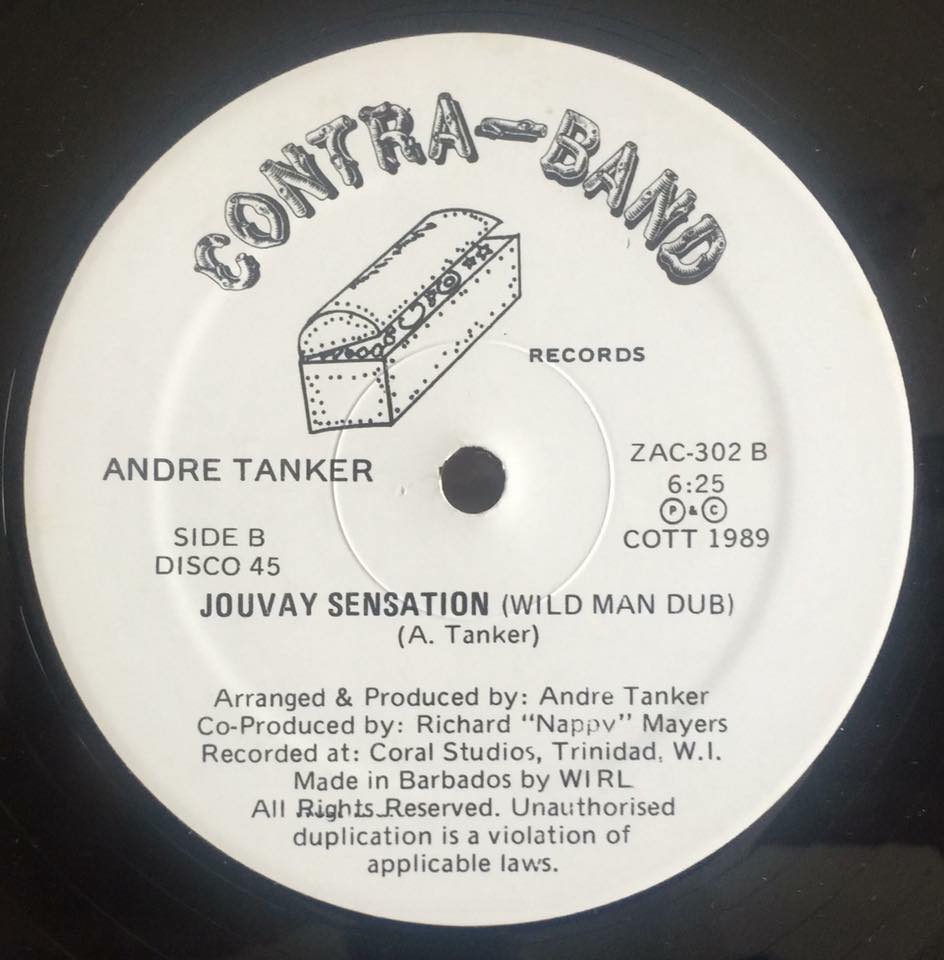 CONTRA-BAND
RECORDS
ANDRE TANKER
SIDE B
DISCO 45
ZAC-302 B
6:25
Ⓟ & Ⓒ
COTT 1989
JOUVAY SENSATION (WILD MAN DUB)
(A. Tanker)
Arranged & Produced by: Andre Tanker
Co-Produced by: Richard "Nappy" Mayers
Recorded at: Coral Studios, Trinidad, W.I.
Made in Barbados by WIRL
All Rights Reserved. Unauthorised
duplication is a violation of
applicable laws.